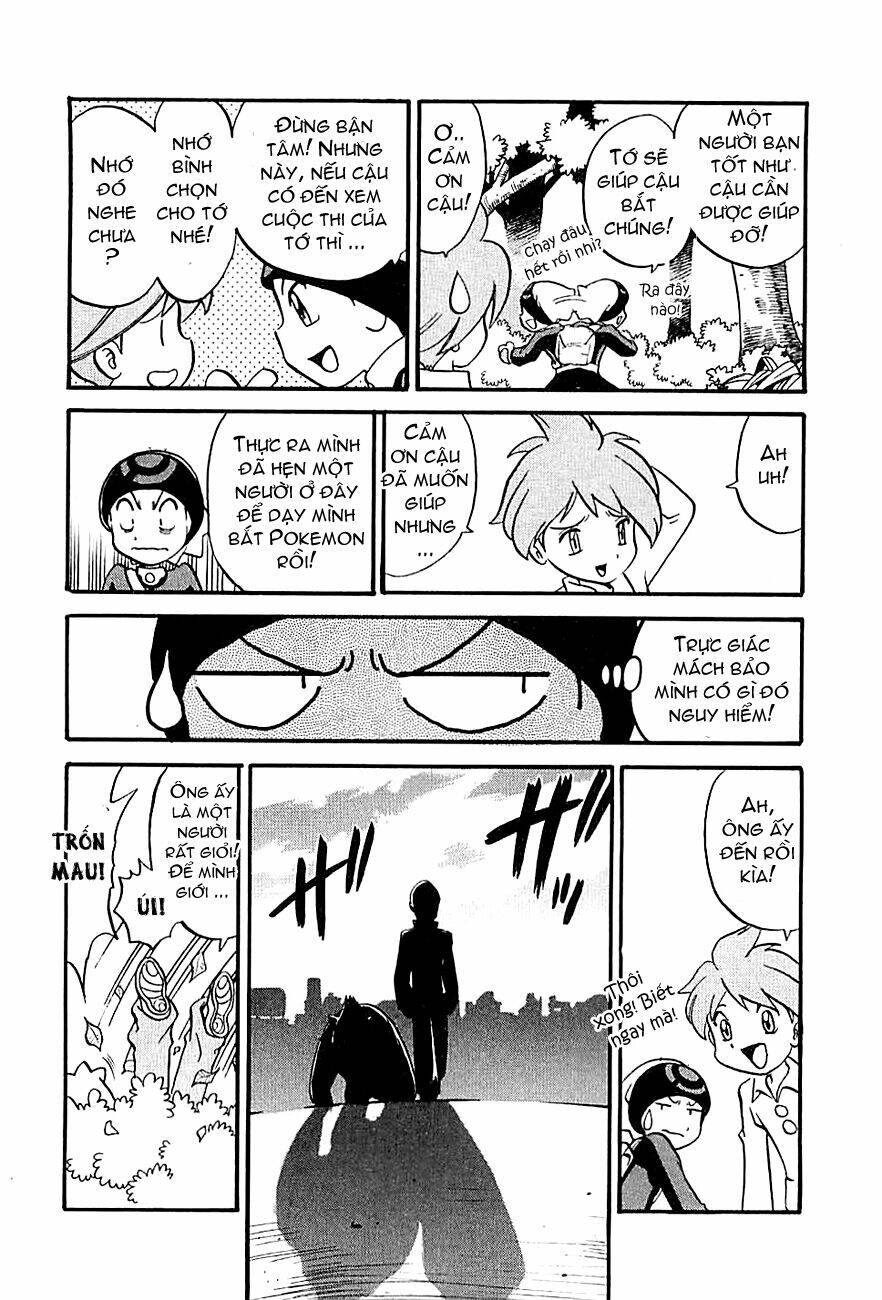 MỘT
NGƯỜI BẠN
TỐT NHƯ
CẬU CẦN
ĐƯỢC GIÚP
ĐỠ!
TỚ SẼ
GIÚP CẬU
BẮT
CHÚNG!
chạy đâu
hết rồi nhỉ?
Ra đây
nào!
Ơ..
CẢM
ƠN
CẬU!
ĐỪNG BẬN
TÂM! NHƯNG
NÀY, NẾU CẬU
CÓ ĐẾN XEM
CUỘC THI CỦA
TỚ THÌ ...
NHỚ
BÌNH
CHỌN
CHO TỚ
NHÉ!
NHỚ
ĐÓ
NGHE
CHƯA
?
AH
UH!
CẢM
ƠN CẬU
ĐÃ MUỐN
GIÚP
NHƯNG
...
THỰC RA MÌNH
ĐÃ HẸN MỘT
NGƯỜI Ở ĐÂY
ĐỂ DẠY MÌNH
BẮT POKEMON
RỒI!
TRỰC GIÁC
MÁCH BẢO
MÌNH CÓ GÌ ĐÓ
NGUY HIỂM!
AH,
ÔNG ẤY
ĐẾN RỒI
KÌA!
Thôi
xong! Biết
ngay mà!
ÔNG ẤY
LÀ MỘT
NGƯỜI
RẤT GIỎI!
ĐỂ MÌNH
GIỚI ...
ÚI!
TRỐN
MAU!